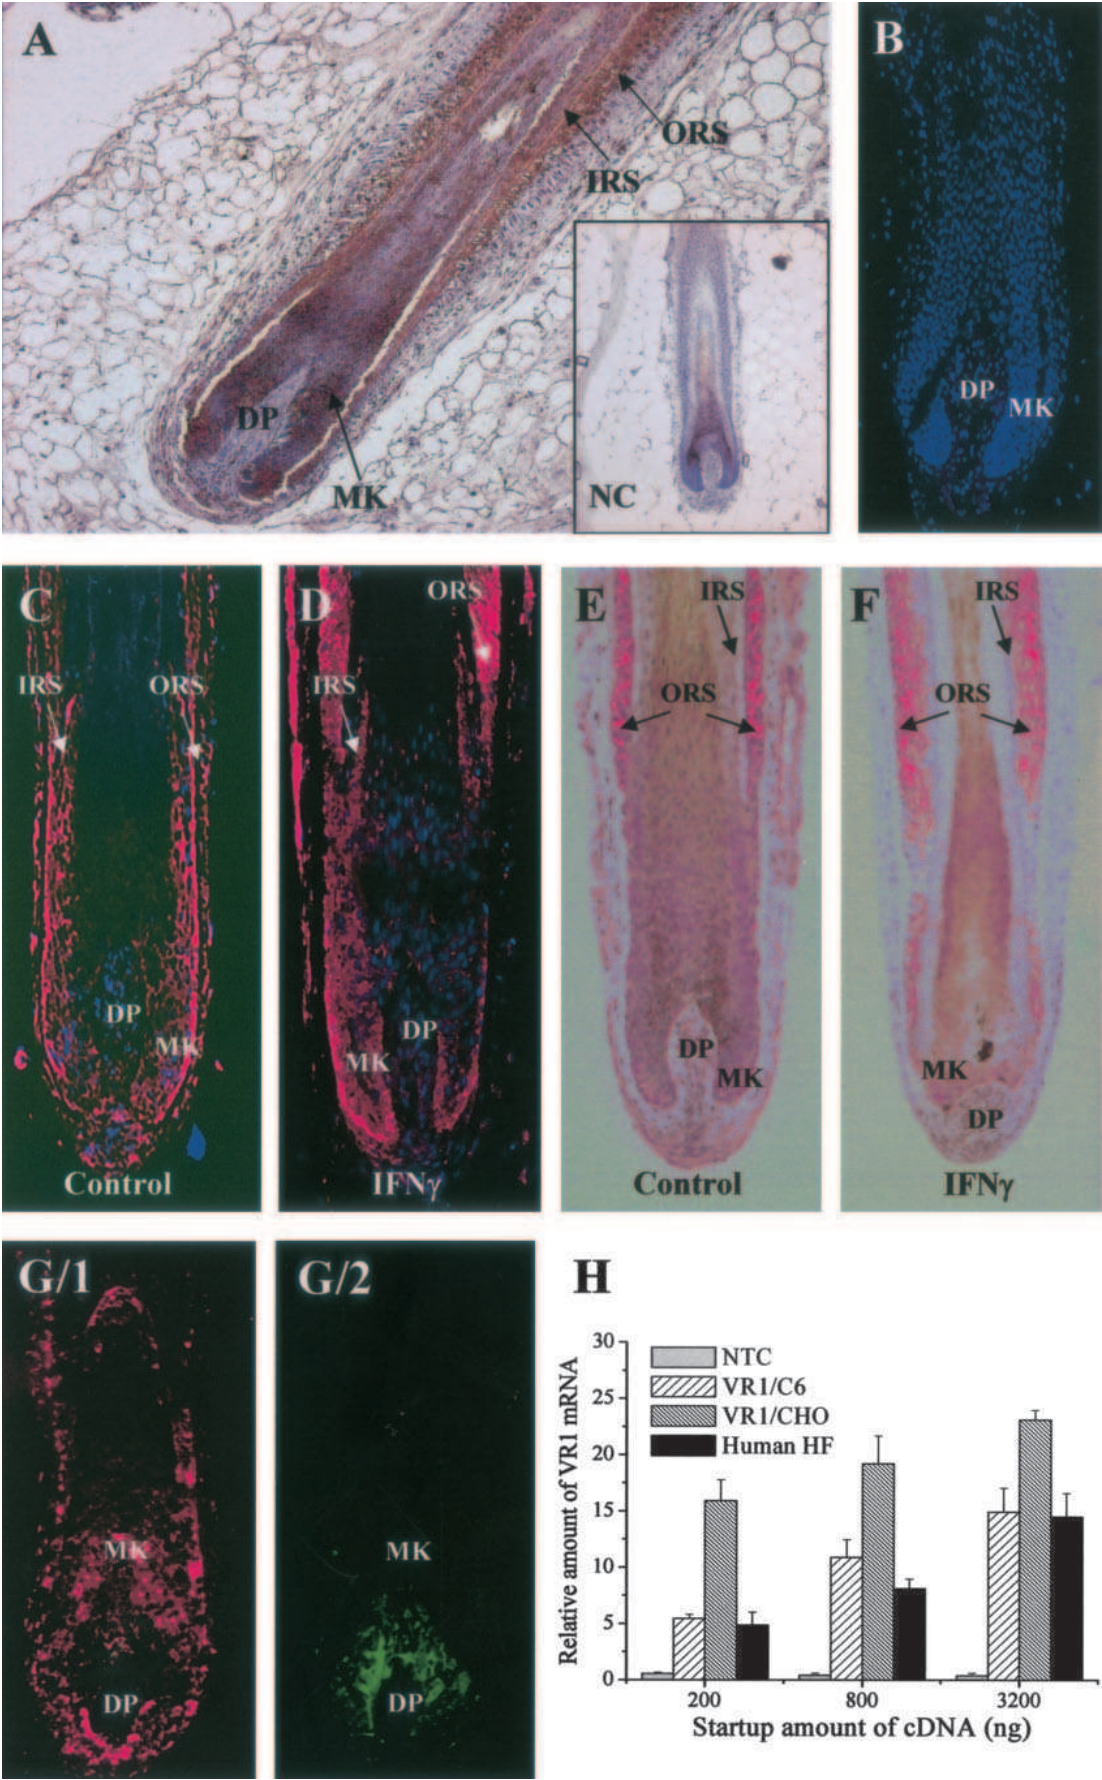 A
ORS
IRS
DP
MK
NC
B
DP
MK
C
IRS
ORS
DP
MK
Control
D
ORS
IRS
DP
MK
IFNγ
E
IRS
ORS
DP
MK
Control
F
IRS
ORS
MK
DP
IFNγ
G/1
MK
DP
G/2
MK
DP
H
Relative amount of VR1 mRNA
30
25
20
15
10
5
0
NTC
VR1/C6
VR1/CHO
Human HF
200 800 3200
Startup amount of cDNA (ng)